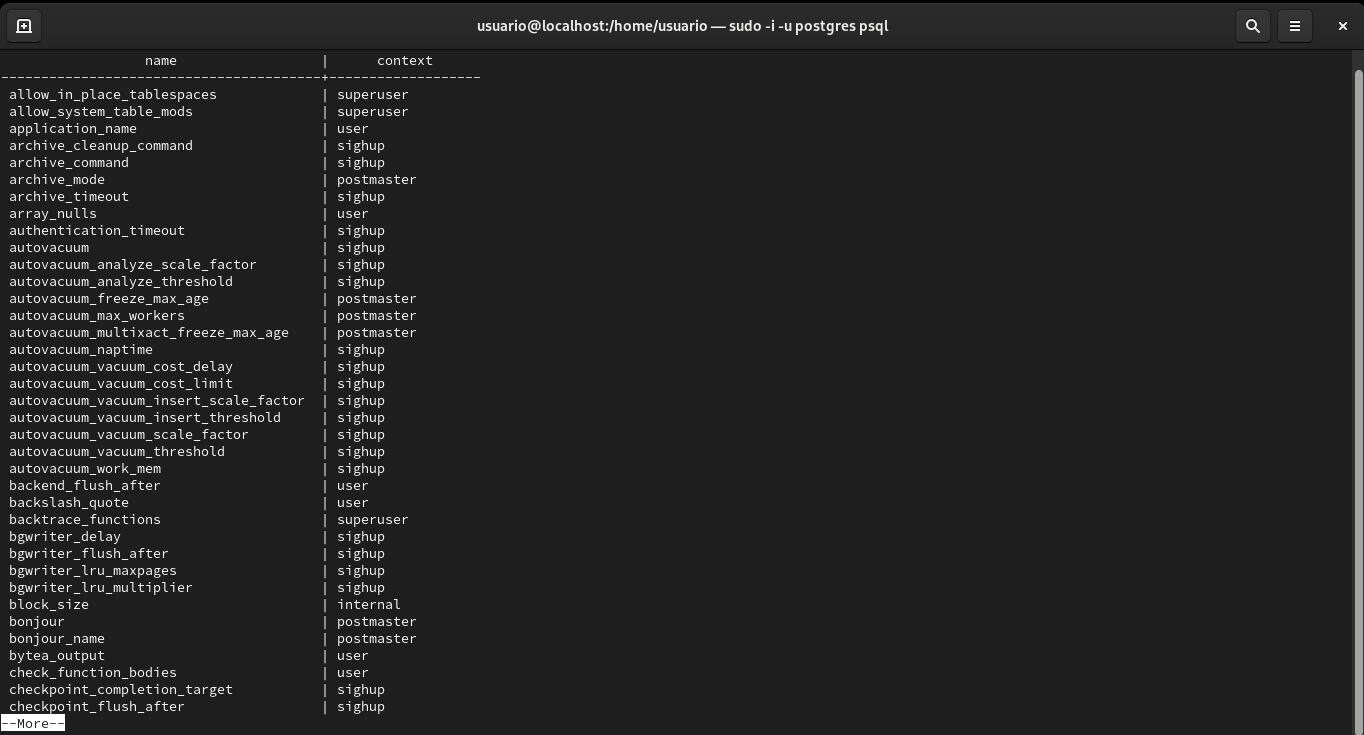 usuario@localhost:/home/usuario — sudo -i -u postgres psql
name | context
----------------------------------------+-------------------
allow_in_place_tablespaces | superuser
allow_system_table_mods | superuser
application_name | user
archive_cleanup_command | sighup
archive_command | sighup
archive_mode | postmaster
archive_timeout | sighup
array_nulls | user
authentication_timeout | sighup
autovacuum | sighup
autovacuum_analyze_scale_factor | sighup
autovacuum_analyze_threshold | sighup
autovacuum_freeze_max_age | postmaster
autovacuum_max_workers | postmaster
autovacuum_multixact_freeze_max_age | postmaster
autovacuum_naptime | sighup
autovacuum_vacuum_cost_delay | sighup
autovacuum_vacuum_cost_limit | sighup
autovacuum_vacuum_insert_scale_factor | sighup
autovacuum_vacuum_insert_threshold | sighup
autovacuum_vacuum_scale_factor | sighup
autovacuum_vacuum_threshold | sighup
autovacuum_work_mem | sighup
backend_flush_after | user
backslash_quote | user
backtrace_functions | superuser
bgwriter_delay | sighup
bgwriter_flush_after | sighup
bgwriter_lru_maxpages | sighup
bgwriter_lru_multiplier | sighup
block_size | internal
bonjour | postmaster
bonjour_name | postmaster
bytea_output | user
check_function_bodies | user
checkpoint_completion_target | sighup
checkpoint_flush_after | sighup
--More--